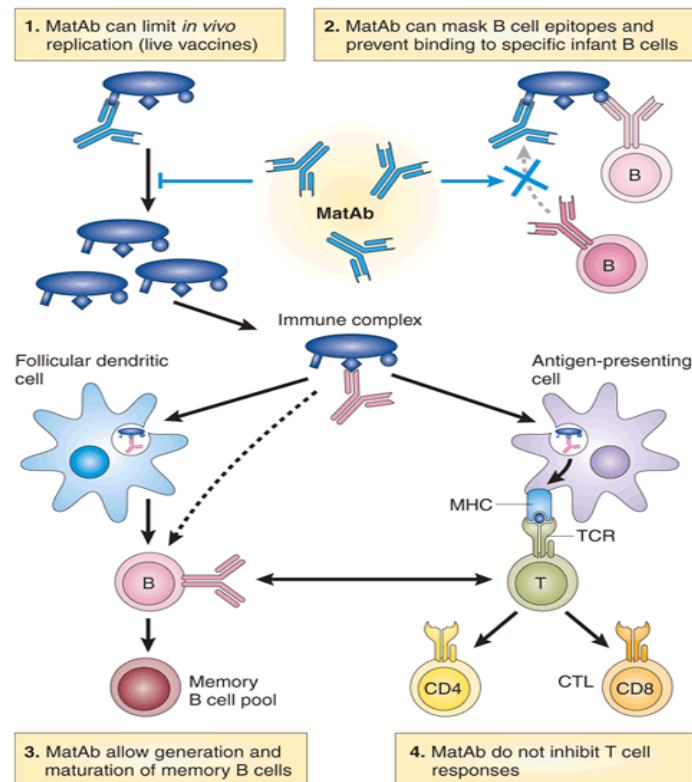 1. MatAb can limit in vivo
replication (live vaccines)
2. MatAb can mask B cell epitopes and
prevent binding to specific infant B cells
B
MatAb
B
Immune complex
Follicular dendritic
cell
Antigen-presenting
cell
MHC
TCR
B
T
Memory
B cell pool
CD4
CTL
CD8
3. MatAb allow generation and
maturation of memory B cells
4. MatAb do not inhibit T cell
responses